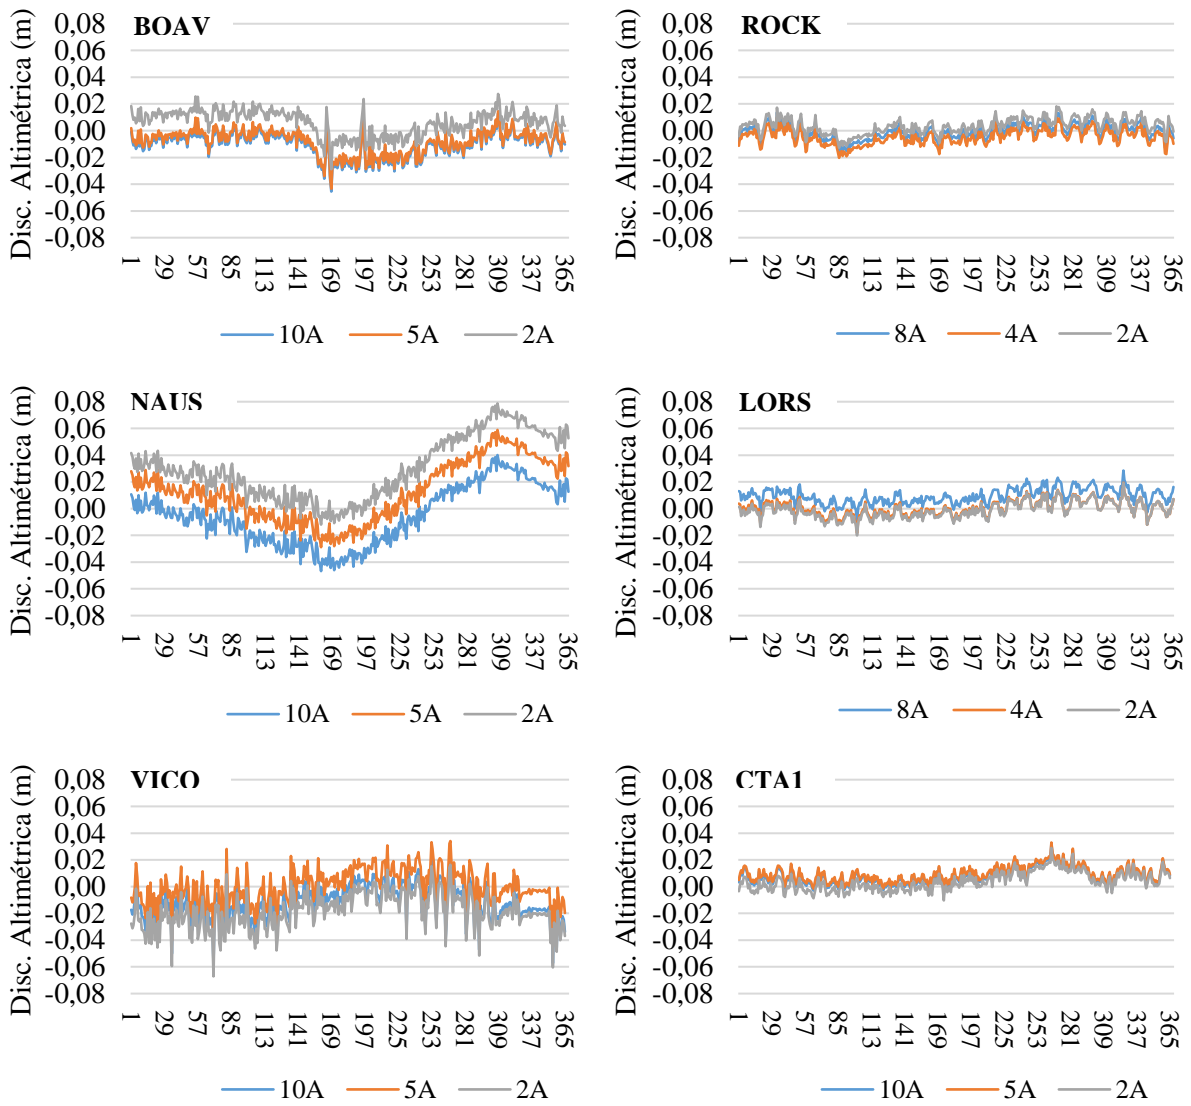 BOAV
Disc. Altimétrica (m)
0,08
0,06
0,04
0,02
0,00
-0,02
-0,04
-0,06
-0,08
1 29 57 85 113 141 169 197 225 253 281 309 337 365
10A 5A 2A
ROCK
Disc. Altimétrica (m)
0,08
0,06
0,04
0,02
0,00
-0,02
-0,04
-0,06
-0,08
1 29 57 85 113 141 169 197 225 253 281 309 337 365
8A 4A 2A
NAUS
Disc. Altimétrica (m)
0,08
0,06
0,04
0,02
0,00
-0,02
-0,04
-0,06
-0,08
1 29 57 85 113 141 169 197 225 253 281 309 337 365
10A 5A 2A
LORS
Disc. Altimétrica (m)
0,08
0,06
0,04
0,02
0,00
-0,02
-0,04
-0,06
-0,08
1 29 57 85 113 141 169 197 225 253 281 309 337 365
8A 4A 2A
VICO
Disc. Altimétrica (m)
0,08
0,06
0,04
0,02
0,00
-0,02
-0,04
-0,06
-0,08
1 29 57 85 113 141 169 197 225 253 281 309 337 365
10A 5A 2A
CTA1
Disc. Altimétrica (m)
0,08
0,06
0,04
0,02
0,00
-0,02
-0,04
-0,06
-0,08
1 29 57 85 113 141 169 197 225 253 281 309 337 365
10A 5A 2A